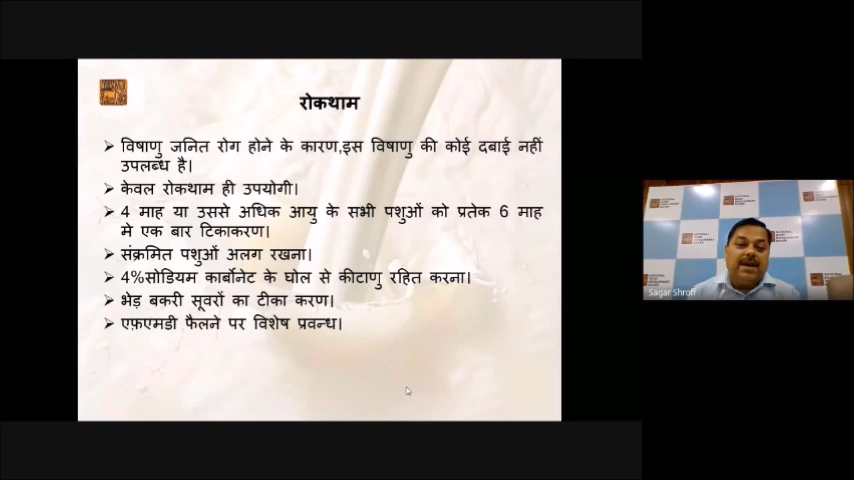 रोकथाम
➢ विषाणु जनित रोग होने के कारण,इस विषाणु की कोई दबाई नहीं
उपलब्ध है।
➢ केवल रोकथाम ही उपयोगी।
➢ 4 माह या उससे अधिक आयु के सभी पशुओं को प्रतेक 6 माह
मे एक बार टिकाकरण।
➢ संक्रमित पशुओं अलग रखना।
➢ 4%सोडियम कार्बोनेट के घोल से कीटाणु रहित करना।
➢ भेड़ बकरी सूवरों का टीका करण।
➢ एफ़एमडी फैलने पर विशेष प्रवन्ध।
Sagar Shroff